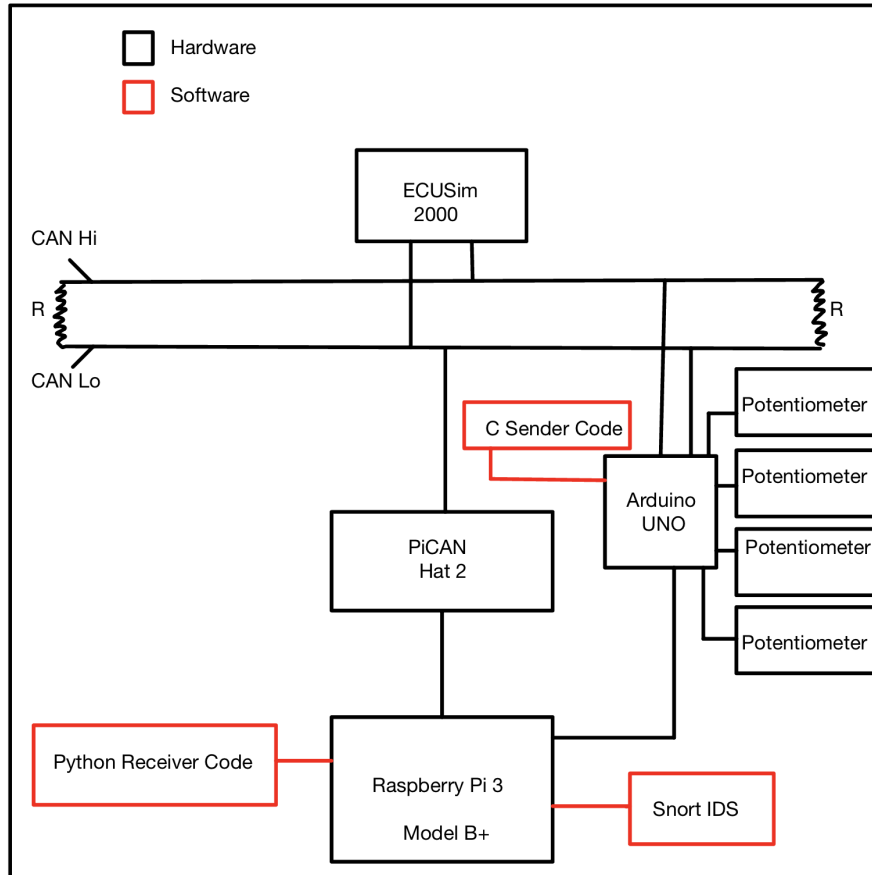 Hardware
Software
ECUSim
2000
CAN Hi
R
R
CAN Lo
C Sender Code
Potentiometer
Potentiometer
Potentiometer
Potentiometer
Arduino
UNO
PiCAN
Hat 2
Python Receiver Code
Raspberry Pi 3
Model B+
Snort IDS